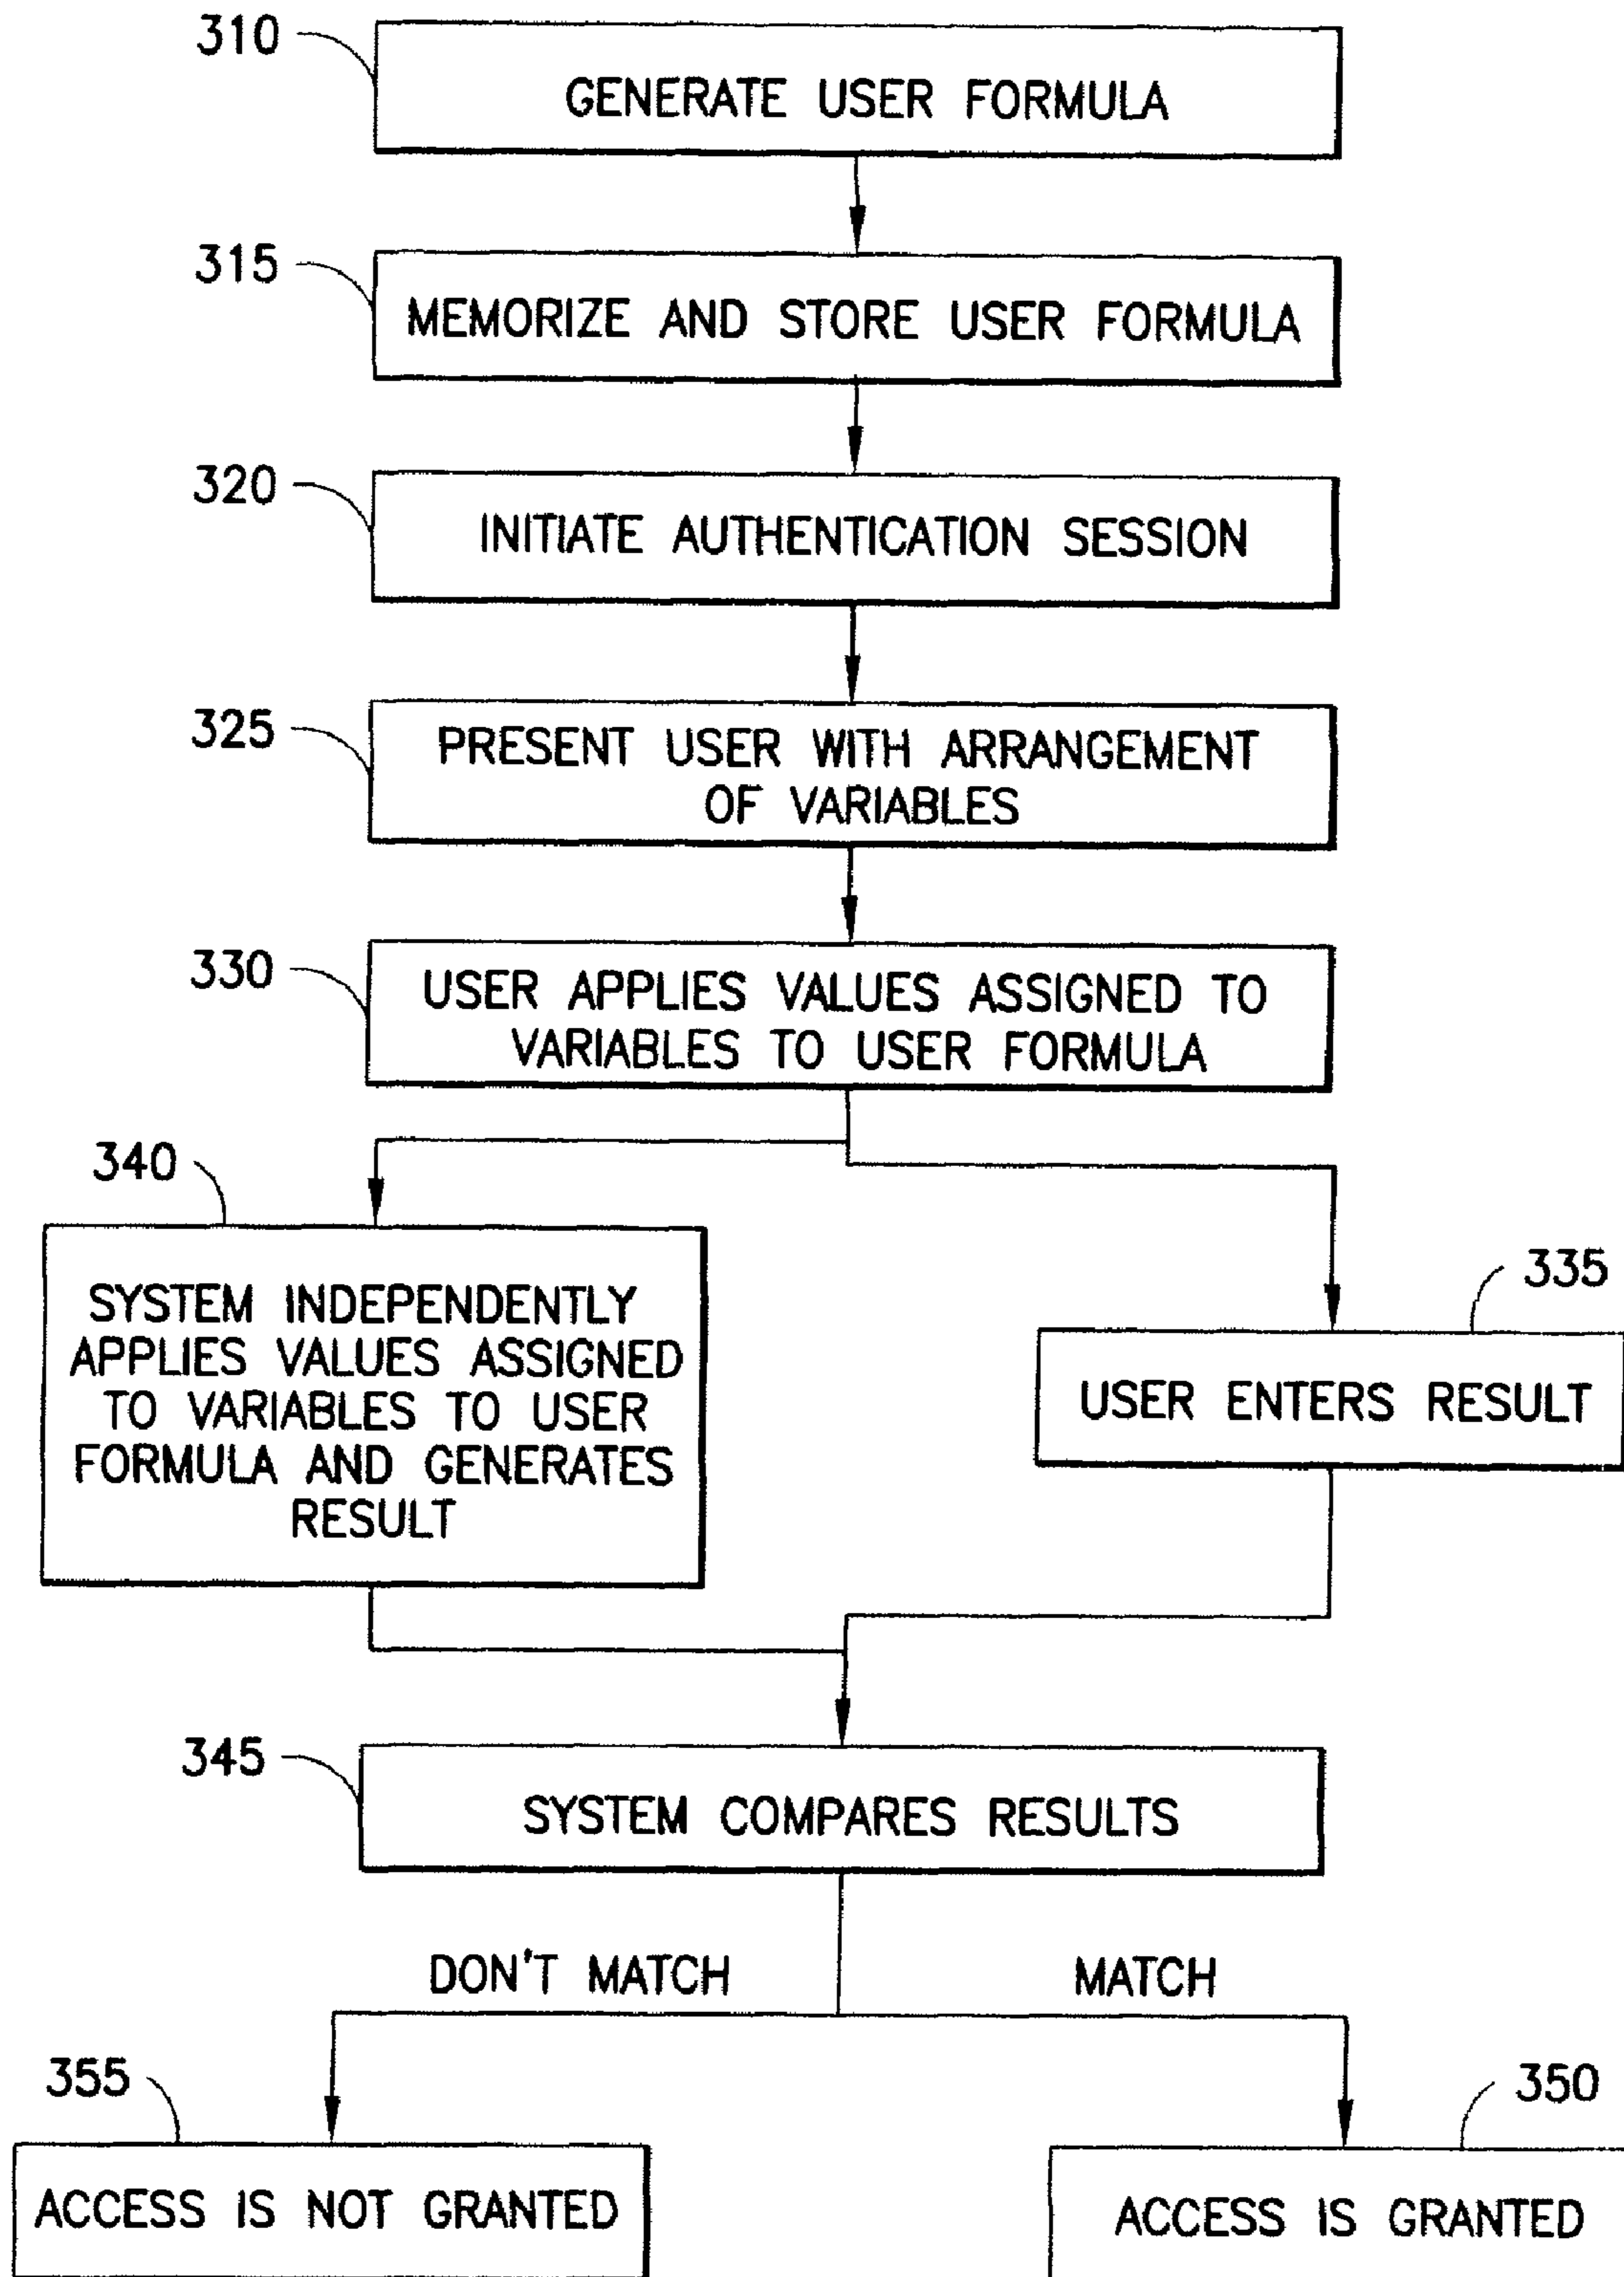 310
GENERATE USER FORMULA
315
MEMORIZE AND STORE USER FORMULA
320
INITIATE AUTHENTICATION SESSION
325
PRESENT USER WITH ARRANGEMENT
OF VARIABLES
330
USER APPLIES VALUES ASSIGNED TO
VARIABLES TO USER FORMULA
340
SYSTEM INDEPENDENTLY
APPLIES VALUES ASSIGNED
TO VARIABLES TO USER
FORMULA AND GENERATES
RESULT
335
USER ENTERS RESULT
345
SYSTEM COMPARES RESULTS
DON'T MATCH
MATCH
355
ACCESS IS NOT GRANTED
350
ACCESS IS GRANTED